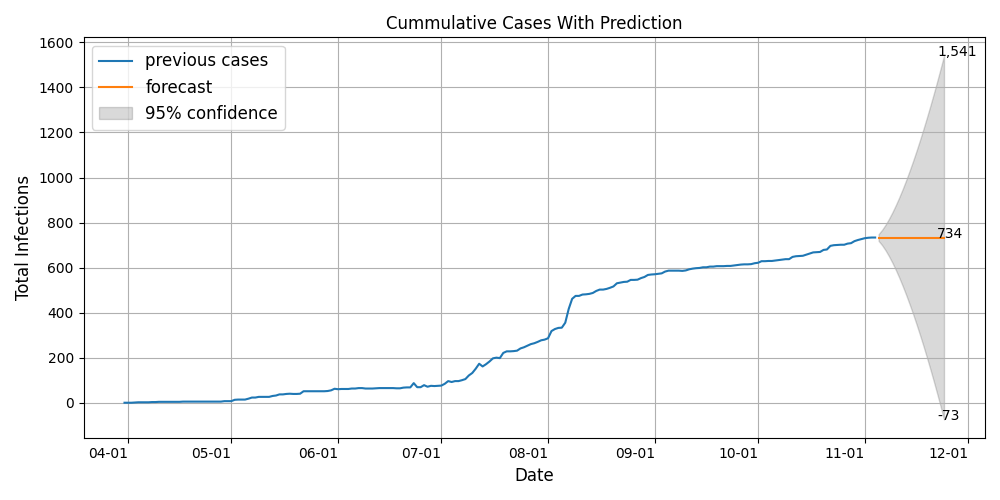 Cummulative Cases With Prediction
1600
1400
1200
1000
800
600
400
200
0
Total Infections
previous cases
forecast
95% confidence
1,541
734
-73
04-01 05-01 06-01 07-01 08-01 09-01 10-01 11-01 12-01
Date